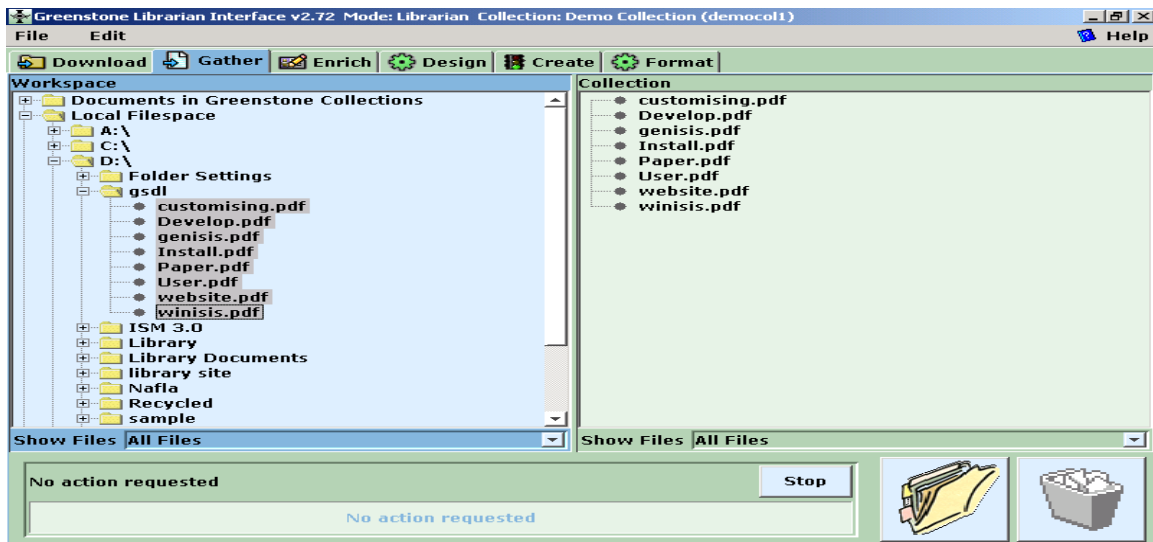 Greenstone Librarian Interface v2.72 Mode: Librarian Collection: Demo Collection (democol1)
File Edit Help
Download Gather Enrich Design Create Format
Workspace
Documents in Greenstone Collections
Local Filespace
A:\
C:\
D:\
Folder Settings
gsdl
customising.pdf
Develop.pdf
genisis.pdf
Install.pdf
Paper.pdf
User.pdf
website.pdf
winisis.pdf
ISM 3.0
Library
Library Documents
library site
Nafla
Recycled
sample
Show Files All Files
Collection
customising.pdf
Develop.pdf
genisis.pdf
Install.pdf
Paper.pdf
User.pdf
website.pdf
winisis.pdf
Show Files All Files
No action requested
Stop
No action requested